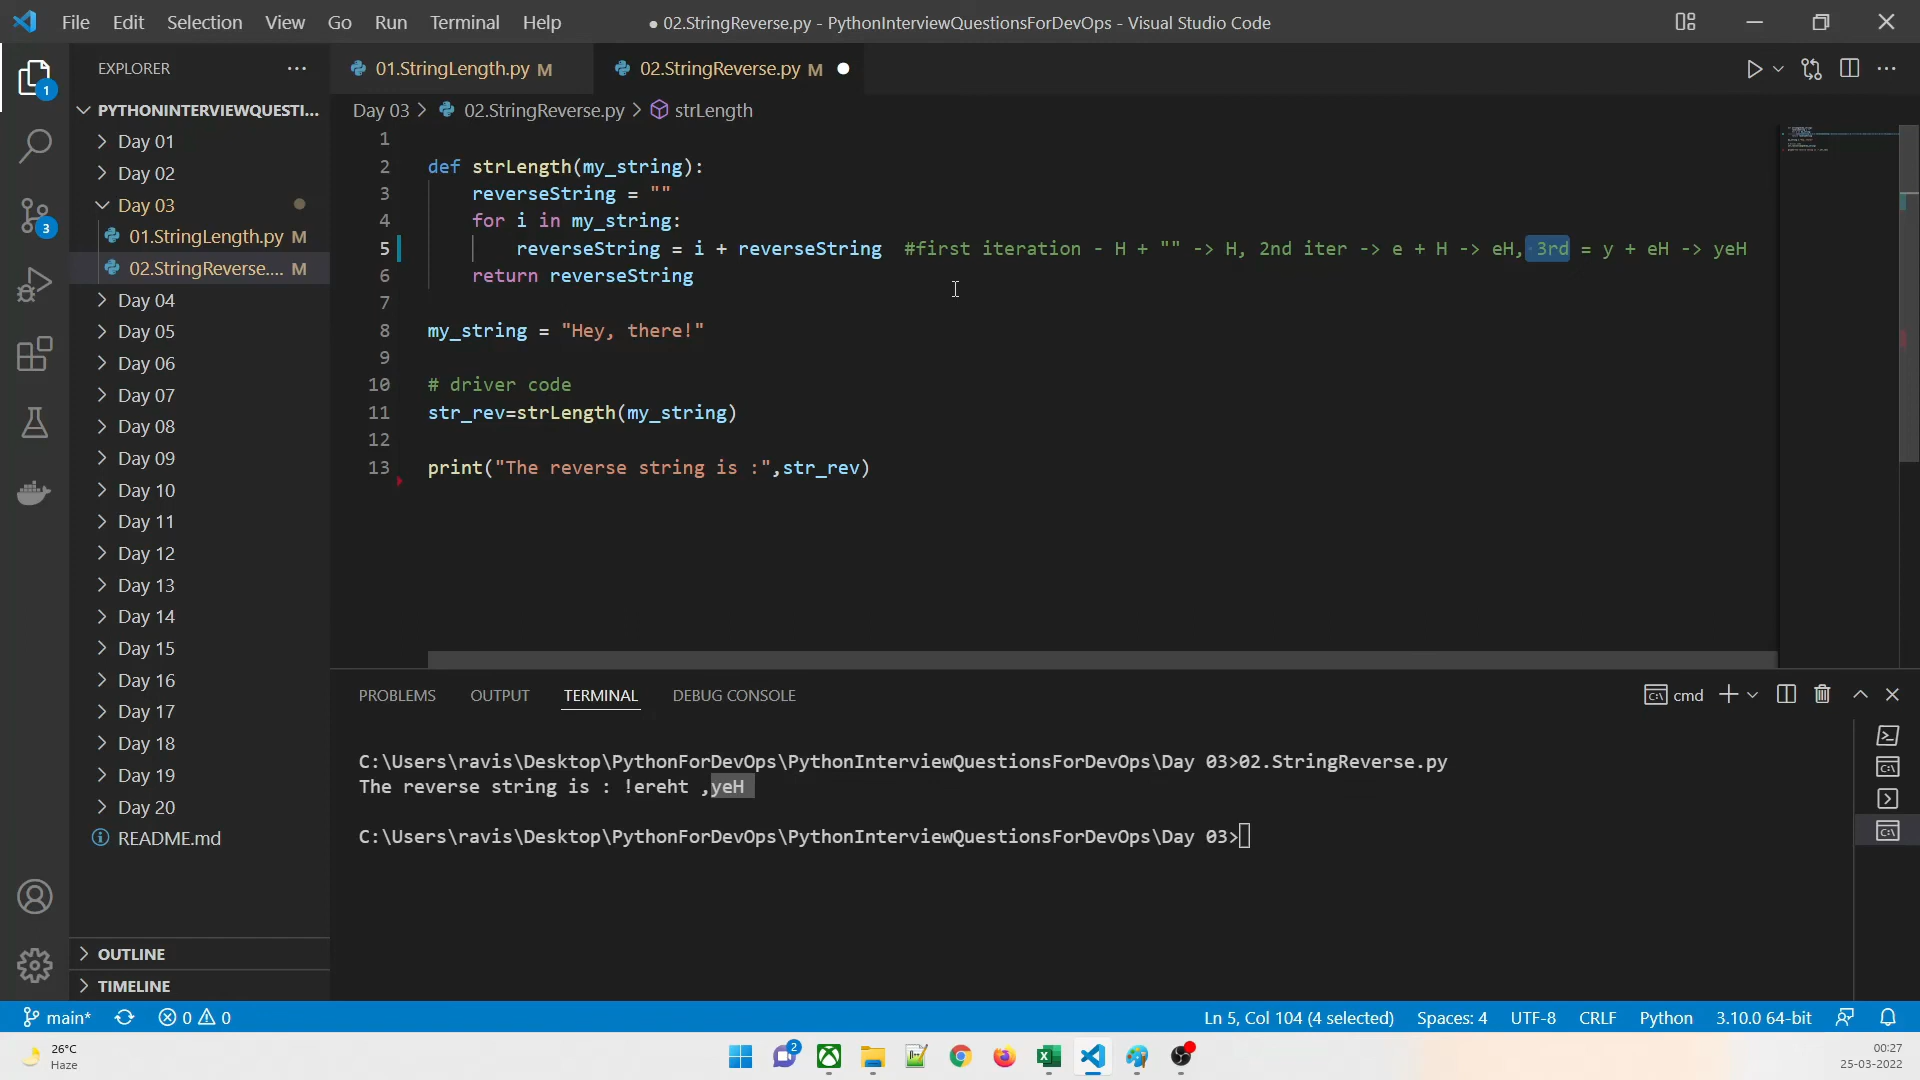 File Edit Selection View Go Run Terminal Help
● 02.StringReverse.py - PythonInterviewQuestionsForDevOps - Visual Studio Code
EXPLORER
01.StringLength.py M
02.StringReverse.py M
PYTHONINTERVIEWQUESTI...
Day 01
Day 02
Day 03
01.StringLength.py M
02.StringReverse.... M
Day 04
Day 05
Day 06
Day 07
Day 08
Day 09
Day 10
Day 11
Day 12
Day 13
Day 14
Day 15
Day 16
Day 17
Day 18
Day 19
Day 20
README.md
OUTLINE
TIMELINE
1
3
Day 03 > 02.StringReverse.py > strLength
1
2 def strLength(my_string):
3 reverseString = ""
4 for i in my_string:
5 reverseString = i + reverseString #first iteration - H + "" -> H, 2nd iter -> e + H -> eH, 3rd = y + eH -> yeH
6 return reverseString
7
8 my_string = "Hey, there!"
9
10 # driver code
11 str_rev=strLength(my_string)
12
13 print("The reverse string is :",str_rev)
PROBLEMS OUTPUT TERMINAL DEBUG CONSOLE
cmd
C:\Users\ravis\Desktop\PythonForDevOps\PythonInterviewQuestionsForDevOps\Day 03>02.StringReverse.py
The reverse string is : !ereht ,yeH
C:\Users\ravis\Desktop\PythonForDevOps\PythonInterviewQuestionsForDevOps\Day 03>
main* 0 0
Ln 5, Col 104 (4 selected) Spaces: 4 UTF-8 CRLF Python 3.10.0 64-bit
26°C
Haze
2
00:27
25-03-2022